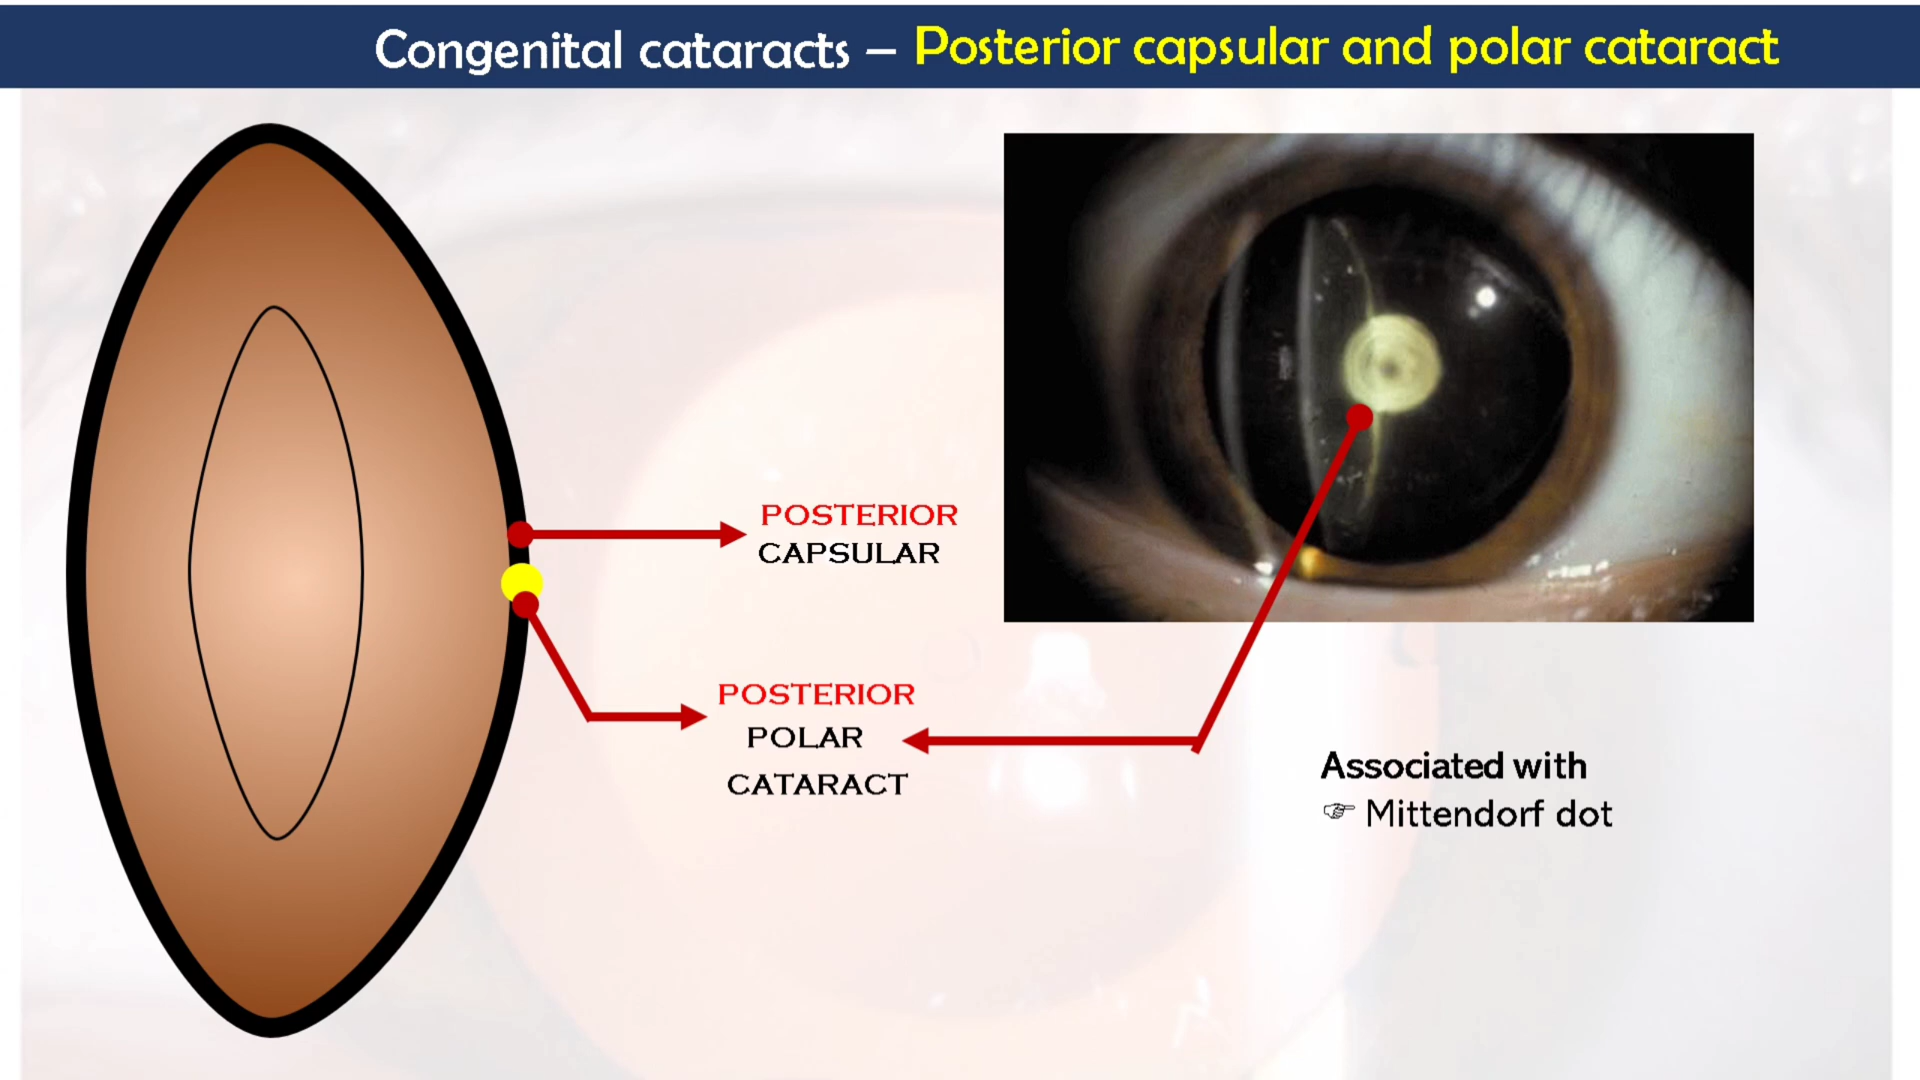 Congenital cataracts – Posterior capsular and polar cataract
POSTERIOR
CAPSULAR
POSTERIOR
POLAR
CATARACT
Associated with
☞ Mittendorf dot